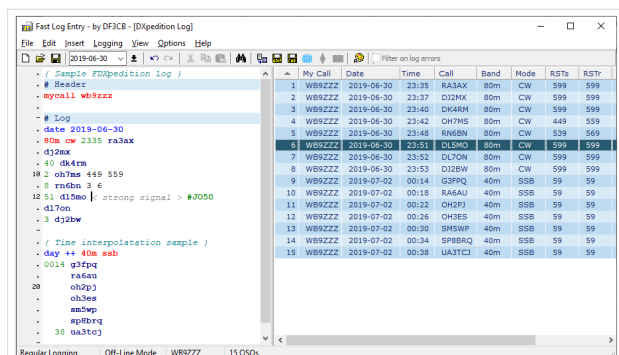 Fast Log Entry - by DF3CB - [DXpedition Log]
File Edit Insert Logging View Options Help
2019-06-30 Filter on log errors
{ Sample FDXpedition log }
# Header
mycall wb9zzz
# Log
date 2019-06-30
80m cw 2335 ra3ax
dj2mx
40 dk4rm
10 2 oh7ms 449 559
8 rn6bn 3 6
12 51 dl5mo < strong signal > #JO50
dl7on
3 dj2bw
{ Time interpolatation sample }
day ++ 40m ssb
0014 g3fpq
ra6au
20 oh2pj
oh3es
sm5wp
sp8brq
38 ua3tcj
My Call Date Time Call Band Mode RSTs RSTr
1 WB9ZZZ 2019-06-30 23:35 RA3AX 80m CW 599 599
2 WB9ZZZ 2019-06-30 23:37 DJ2MX 80m CW 599 599
3 WB9ZZZ 2019-06-30 23:40 DK4RM 80m CW 599 599
4 WB9ZZZ 2019-06-30 23:42 OH7MS 80m CW 449 559
5 WB9ZZZ 2019-06-30 23:48 RN6BN 80m CW 539 569
6 WB9ZZZ 2019-06-30 23:51 DL5MO 80m CW 599 599
7 WB9ZZZ 2019-06-30 23:52 DL7ON 80m CW 599 599
8 WB9ZZZ 2019-06-30 23:53 DJ2BW 80m CW 599 599
9 WB9ZZZ 2019-07-02 00:14 G3FPQ 40m SSB 59 59
10 WB9ZZZ 2019-07-02 00:18 RA6AU 40m SSB 59 59
11 WB9ZZZ 2019-07-02 00:22 OH2PJ 40m SSB 59 59
12 WB9ZZZ 2019-07-02 00:26 OH3ES 40m SSB 59 59
13 WB9ZZZ 2019-07-02 00:30 SM5WP 40m SSB 59 59
14 WB9ZZZ 2019-07-02 00:34 SP8BRQ 40m SSB 59 59
15 WB9ZZZ 2019-07-02 00:38 UA3TCJ 40m SSB 59 59
Regular Logging Off-Line Mode WB9ZZZ 15 QSOs